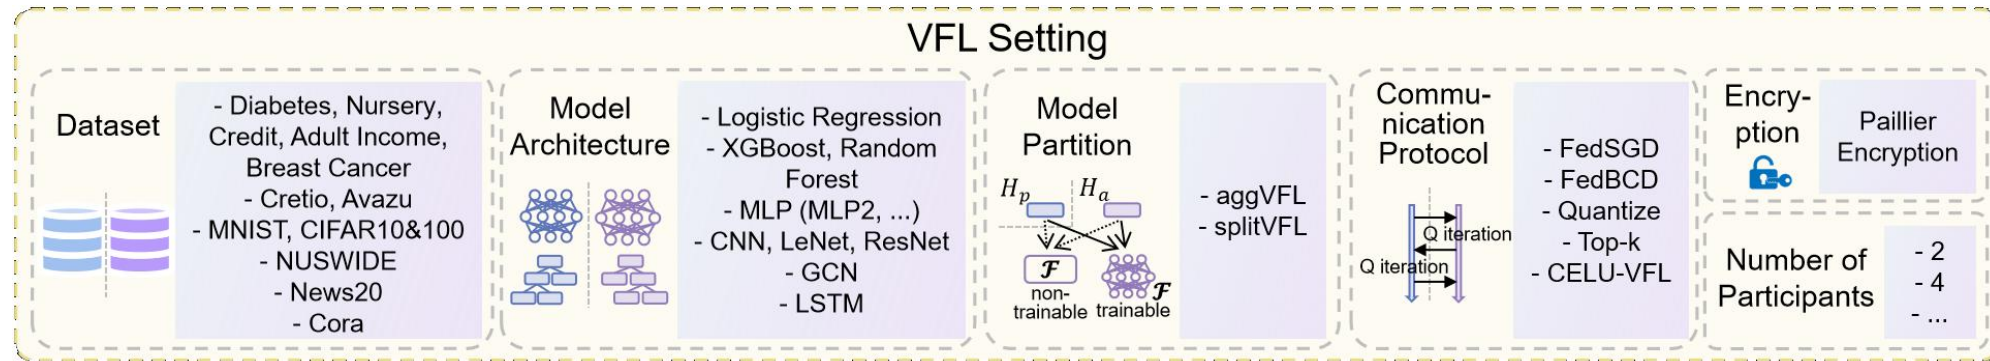 VFL Setting
Dataset
- Diabetes, Nursery,
Credit, Adult Income,
Breast Cancer
- Cretio, Avazu
- MNIST, CIFAR10&100
- NUSWIDE
- News20
- Cora
Model
Architecture
- Logistic Regression
- XGBoost, Random
Forest
- MLP (MLP2, ...)
- CNN, LeNet, ResNet
- GCN
- LSTM
Model
Partition
H_p
H_a
ℱ
non-
trainable
ℱ
trainable
- aggVFL
- splitVFL
Commu-
nication
Protocol
Q iteration
Q iteration
- FedSGD
- FedBCD
- Quantize
- Top-k
- CELU-VFL
Encry-
ption
Paillier
Encryption
Number of
Participants
- 2
- 4
- ...